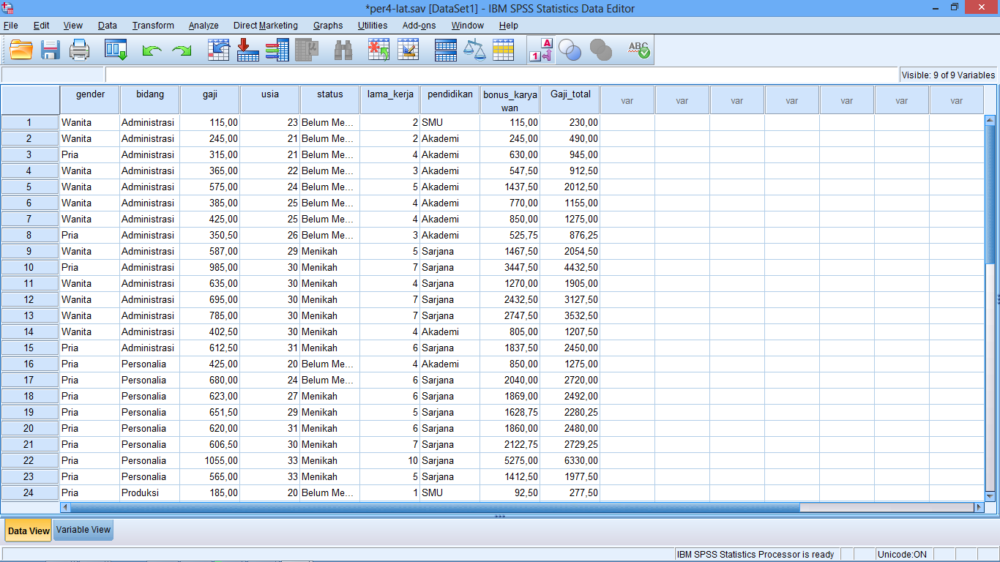 *per4-lat.sav [DataSet1] - IBM SPSS Statistics Data Editor
File Edit View Data Transform Analyze Direct Marketing Graphs Utilities Add-ons Window Help
A
1
ABC
Visible: 9 of 9 Variables
gender bidang gaji usia status lama_kerja pendidikan bonus_karya Gaji_total var var var var var var var
wan
1 Wanita Administrasi 115,00 23 Belum Me... 2 SMU 115,00 230,00
2 Wanita Administrasi 245,00 21 Belum Me... 2 Akademi 245,00 490,00
3 Pria Administrasi 315,00 21 Belum Me... 4 Akademi 630,00 945,00
4 Wanita Administrasi 365,00 22 Belum Me... 3 Akademi 547,50 912,50
5 Wanita Administrasi 575,00 24 Belum Me... 5 Akademi 1437,50 2012,50
6 Wanita Administrasi 385,00 25 Belum Me... 4 Akademi 770,00 1155,00
7 Wanita Administrasi 425,00 25 Belum Me... 4 Akademi 850,00 1275,00
8 Pria Administrasi 350,50 26 Belum Me... 3 Akademi 525,75 876,25
9 Wanita Administrasi 587,00 29 Menikah 5 Sarjana 1467,50 2054,50
10 Pria Administrasi 985,00 30 Menikah 7 Sarjana 3447,50 4432,50
11 Wanita Administrasi 635,00 30 Menikah 4 Sarjana 1270,00 1905,00
12 Wanita Administrasi 695,00 30 Menikah 7 Sarjana 2432,50 3127,50
13 Wanita Administrasi 785,00 30 Menikah 7 Sarjana 2747,50 3532,50
14 Wanita Administrasi 402,50 30 Menikah 4 Akademi 805,00 1207,50
15 Pria Administrasi 612,50 31 Menikah 6 Sarjana 1837,50 2450,00
16 Pria Personalia 425,00 20 Belum Me... 4 Akademi 850,00 1275,00
17 Pria Personalia 680,00 24 Belum Me... 6 Sarjana 2040,00 2720,00
18 Pria Personalia 623,00 27 Menikah 6 Sarjana 1869,00 2492,00
19 Pria Personalia 651,50 29 Menikah 5 Sarjana 1628,75 2280,25
20 Pria Personalia 620,00 31 Menikah 6 Sarjana 1860,00 2480,00
21 Pria Personalia 606,50 30 Menikah 7 Sarjana 2122,75 2729,25
22 Pria Personalia 1055,00 33 Menikah 10 Sarjana 5275,00 6330,00
23 Pria Personalia 565,00 33 Menikah 5 Sarjana 1412,50 1977,50
24 Pria Produksi 185,00 20 Belum Me... 1 SMU 92,50 277,50
Data View Variable View
IBM SPSS Statistics Processor is ready Unicode:ON